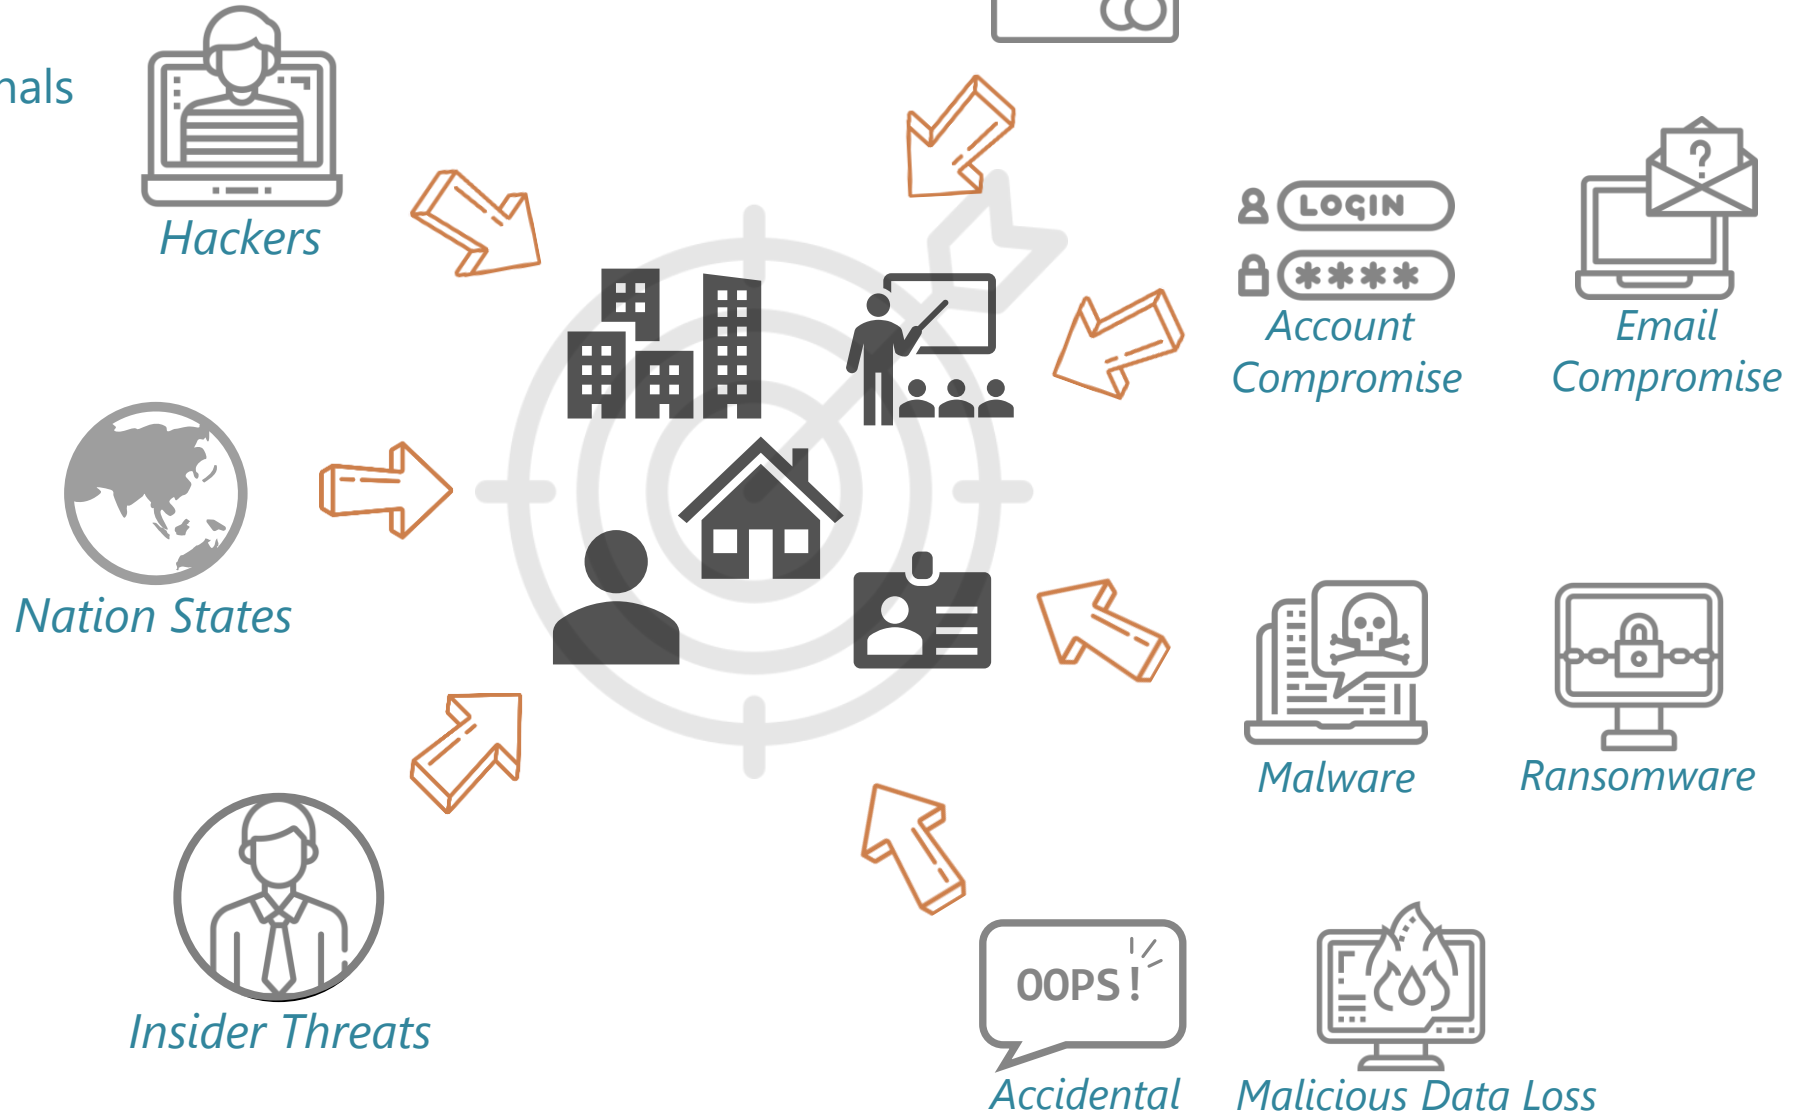 nals
Hackers
LOGIN
****
?
Account
Compromise
Email
Compromise
Nation States
Malware
Ransomware
Insider Threats
OOPS!
Accidental
Malicious Data Loss